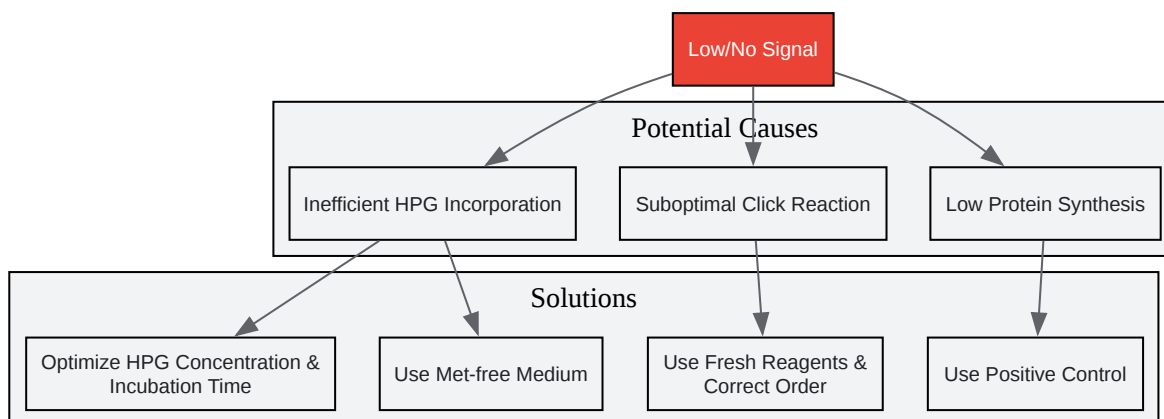 Low/No Signal
Potential Causes
Inefficient HPG Incorporation
Suboptimal Click Reaction
Low Protein Synthesis
Solutions
Optimize HPG Concentration &
Incubation Time
Use Met-free Medium
Use Fresh Reagents &
Correct Order
Use Positive Control